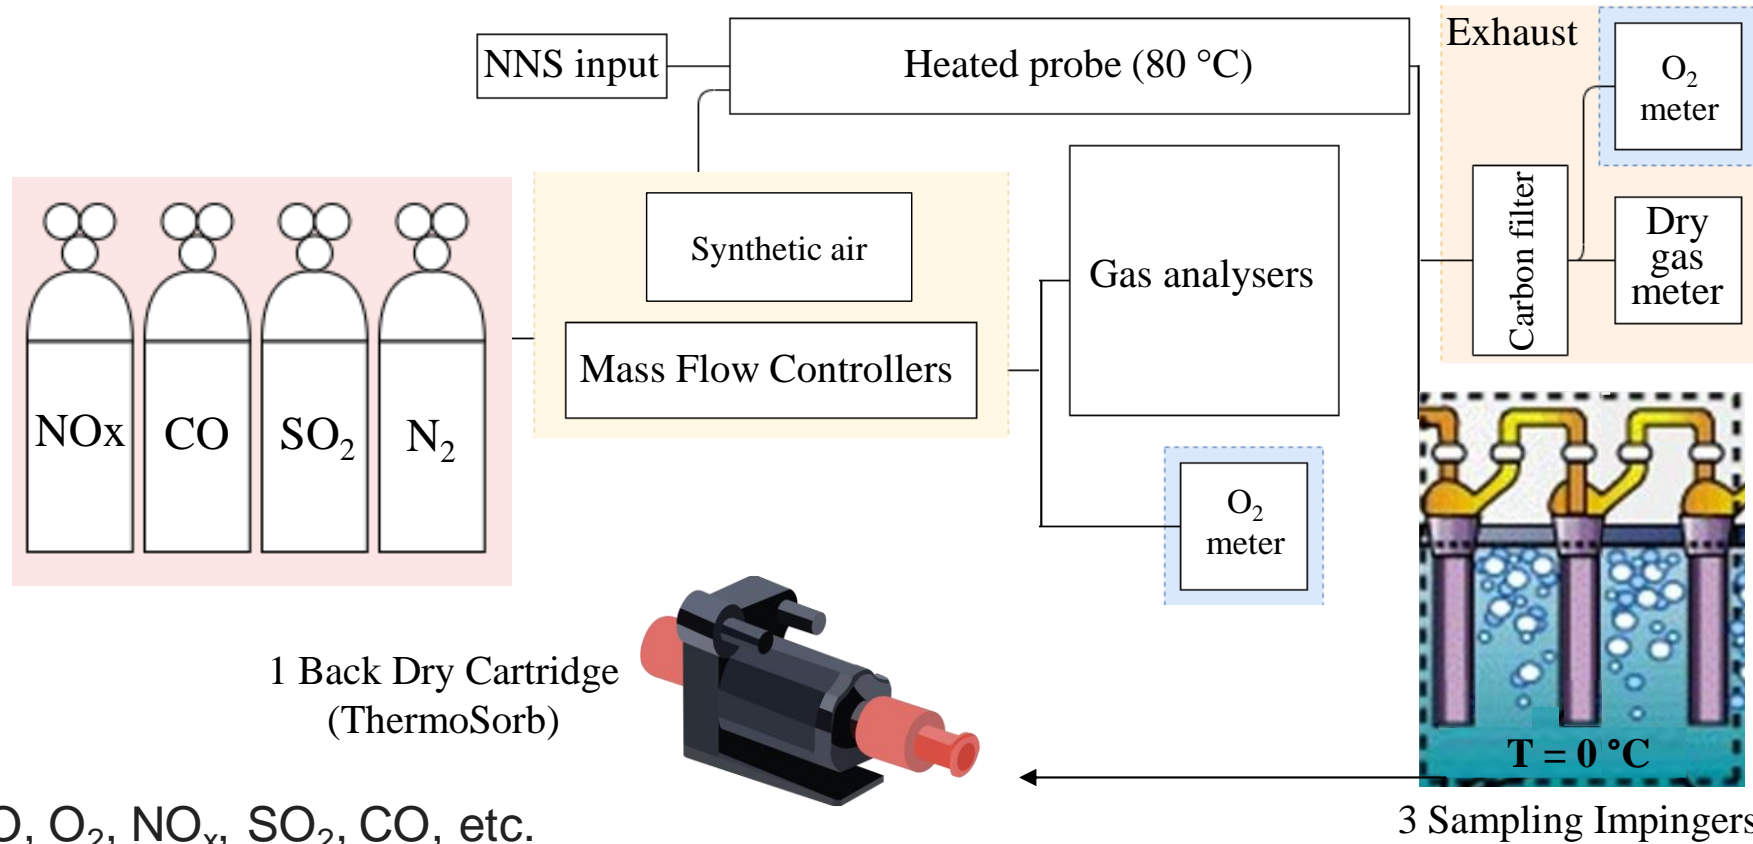 NNS input
Heated probe (80 °C)
Exhaust
O₂
meter
Synthetic air
Mass Flow Controllers
Gas analysers
Carbon filter
Dry
gas
meter
NOx
CO
SO₂
N₂
O₂
meter
1 Back Dry Cartridge
(ThermoSorb)
T = 0 °C
3 Sampling Impingers
O, O₂, NOₓ, SO₂, CO, etc.